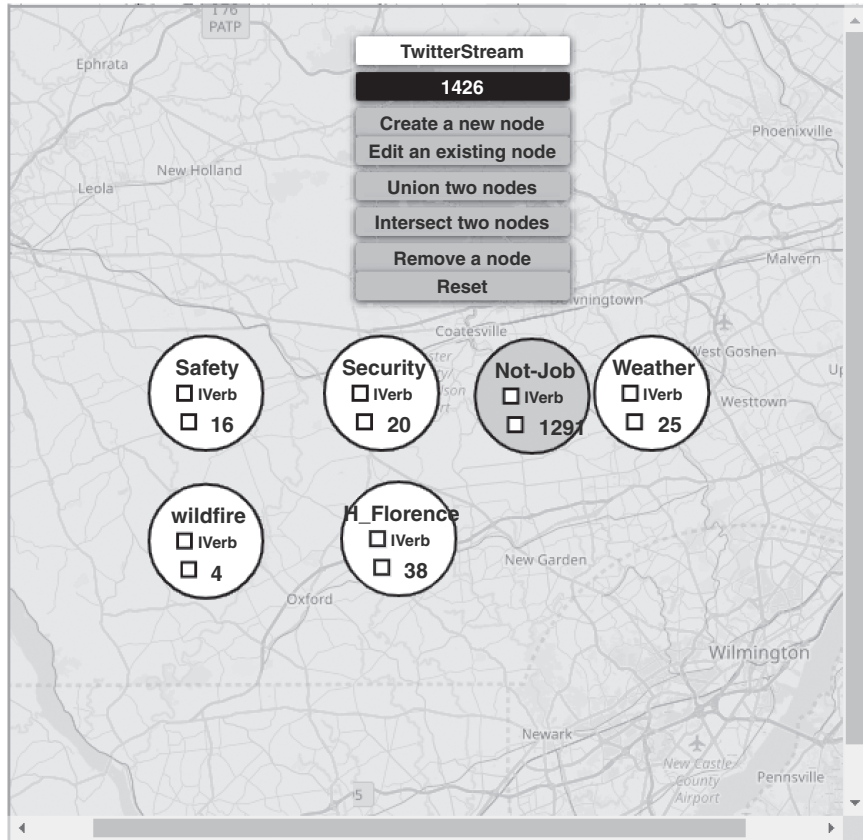 176
PATP
TwitterStream
Ephrata
1426
Create a new node
Phoenixville
Edit an existing node
New Holland
Leola
Union two nodes
Intersect two nodes
Remove a node
Malvern
Reset
Downingtown
Coatesville
Safety
IVerb
16
Security
IVerb
20
Not-Job
IVerb
1291
Weather
IVerb
25
West Goshen
Westtown
wildfire
IVerb
4
H_Florence
IVerb
38
New Garden
Oxford
Wilmington
Newark
New Castle
County
Airport
Pennsville